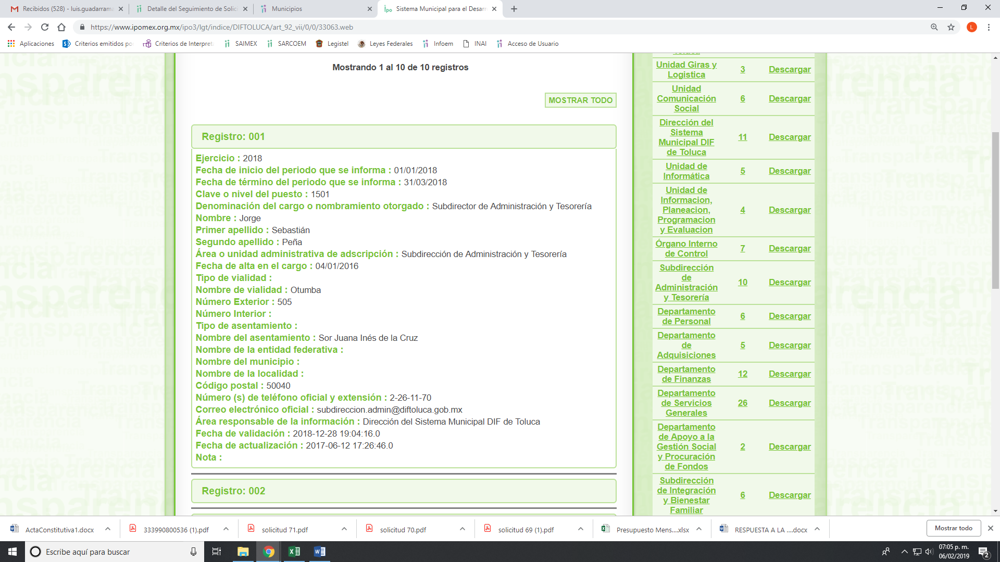 Recibidos (528) - luis.guadarrama
Detalle del Seguimiento de Solici
Municipios
Sistema Municipal para el Desarr
https://www.ipomex.org.mx/ipo3/lgt/indice/DIFTOLUCA/art_92_vii/0/0/33063.web
L
Aplicaciones
Criterios emitidos po
Criterios de Interpret
SAIMEX
SARCOEM
Legistel
Leyes Federales
Infoem
INAI
Acceso de Usuario
Mostrando 1 al 10 de 10 registros
MOSTRAR TODO
Registro: 001
Ejercicio : 2018
Fecha de inicio del periodo que se informa : 01/01/2018
Fecha de término del periodo que se informa : 31/03/2018
Clave o nivel del puesto : 1501
Denominación del cargo o nombramiento otorgado : Subdirector de Administración y Tesorería
Nombre : Jorge
Primer apellido : Sebastián
Segundo apellido : Peña
Área o unidad administrativa de adscripción : Subdirección de Administración y Tesorería
Fecha de alta en el cargo : 04/01/2016
Tipo de vialidad :
Nombre de vialidad : Otumba
Número Exterior : 505
Número Interior :
Tipo de asentamiento :
Nombre del asentamiento : Sor Juana Inés de la Cruz
Nombre de la entidad federativa :
Nombre del municipio :
Nombre de la localidad :
Código postal : 50040
Número (s) de teléfono oficial y extensión : 2-26-11-70
Correo electrónico oficial : subdireccion.admin@diftoluca.gob.mx
Área responsable de la información : Dirección del Sistema Municipal DIF de Toluca
Fecha de validación : 2018-12-28 19:04:16.0
Fecha de actualización : 2017-06-12 17:26:46.0
Nota :
Registro: 002
Unidad Giras y
Logistica
3
Descargar
Unidad
Comunicación
Social
6
Descargar
Dirección del
Sistema
Municipal DIF
de Toluca
11
Descargar
Unidad de
Informática
5
Descargar
Unidad de
Informacion,
Planeacion,
Programacion
y Evaluacion
4
Descargar
Órgano Interno
de Control
7
Descargar
Subdirección
de
Administración
y Tesorería
10
Descargar
Departamento
de Personal
6
Descargar
Departamento
de
Adquisiciones
5
Descargar
Departamento
de Finanzas
12
Descargar
Departamento
de Servicios
Generales
26
Descargar
Departamento
de Apoyo a la
Gestión Social
y Procuración
de Fondos
2
Descargar
Subdirección
de Integración
y Bienestar
Familiar
6
Descargar
ActaConstitutiva1.docx
333990800536 (1).pdf
solicitud 71.pdf
solicitud 70.pdf
solicitud 69 (1).pdf
Presupuesto Mens....xlsx
RESPUESTA A LA ....docx
Mostrar todo
Escribe aquí para buscar
07:05 p. m.
06/02/2019
2